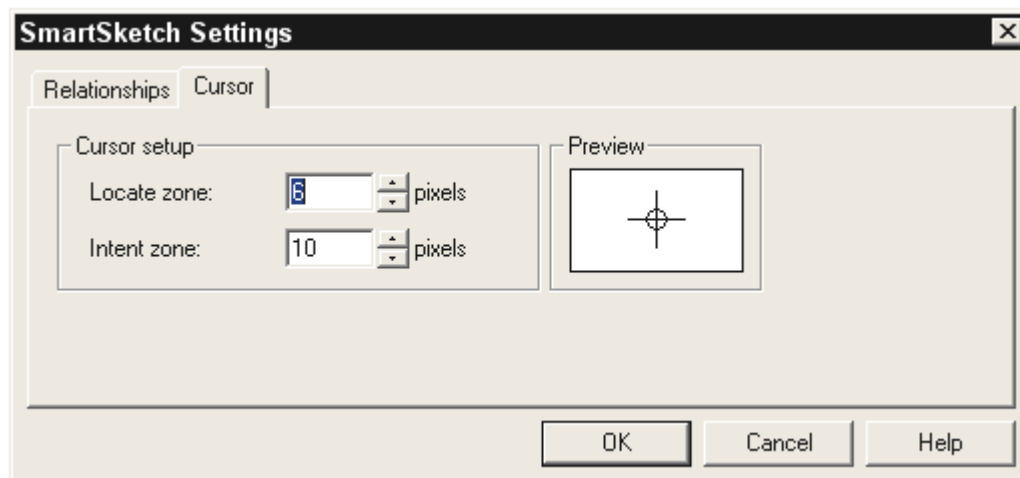 SmartSketch Settings
Relationships Cursor
Cursor setup
Locate zone: 6 pixels
Intent zone: 10 pixels
Preview
OK Cancel Help